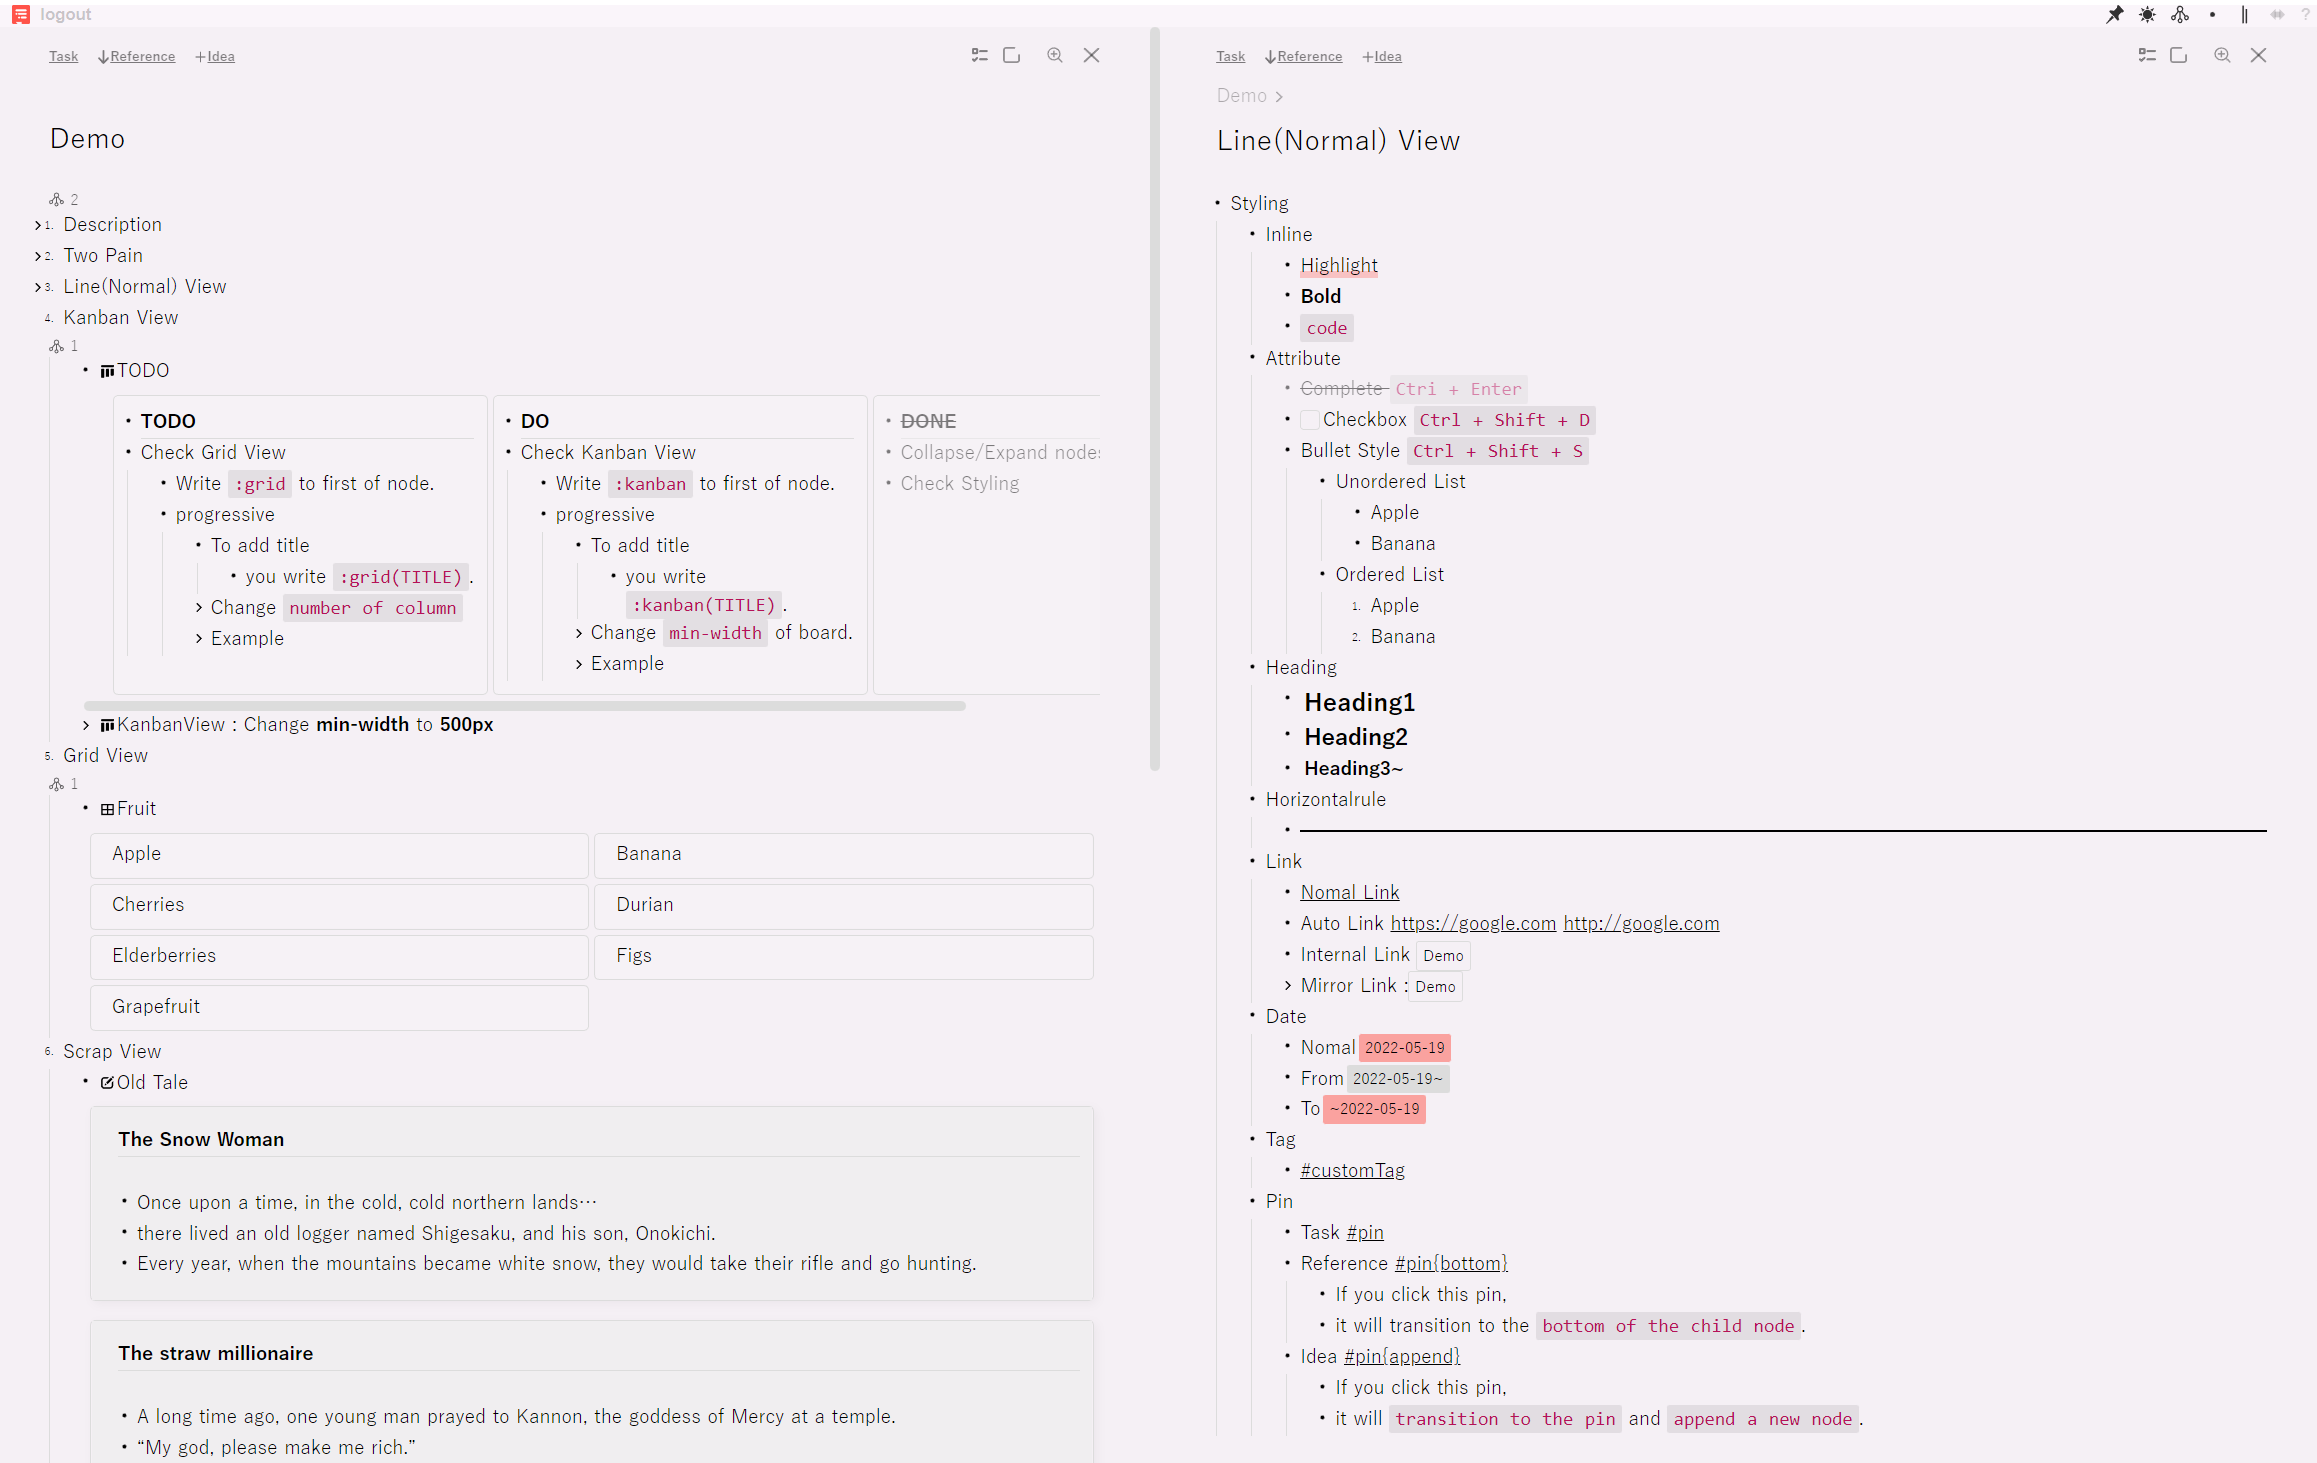 logout
?
Task ↓Reference +Idea
Demo
2
1. Description
2. Two Pain
3. Line(Normal) View
4. Kanban View
1
TODO
TODO
Check Grid View
Write :grid to first of node.
progressive
To add title
you write :grid(TITLE) .
Change number of column
Example
DO
Check Kanban View
Write :kanban to first of node.
progressive
To add title
you write
:kanban(TITLE) .
Change min-width of board.
Example
DONE
Collapse/Expand nodes
Check Styling
KanbanView : Change min-width to 500px
5. Grid View
1
Fruit
Apple
Banana
Cherries
Durian
Elderberries
Figs
Grapefruit
6. Scrap View
Old Tale
The Snow Woman
Once upon a time, in the cold, cold northern lands…
there lived an old logger named Shigesaku, and his son, Onokichi.
Every year, when the mountains became white snow, they would take their rifle and go hunting.
The straw millionaire
A long time ago, one young man prayed to Kannon, the goddess of Mercy at a temple.
“My god, please make me rich.”
Task ↓Reference +Idea
Demo >
Line(Normal) View
Styling
Inline
Highlight
Bold
code
Attribute
Complete Ctri + Enter
Checkbox Ctrl + Shift + D
Bullet Style Ctrl + Shift + S
Unordered List
Apple
Banana
Ordered List
1. Apple
2. Banana
Heading
Heading1
Heading2
Heading3~
Horizontalrule
Link
Nomal Link
Auto Link https://google.com http://google.com
Internal Link Demo
Mirror Link : Demo
Date
Nomal 2022-05-19
From 2022-05-19~
To ~2022-05-19
Tag
#customTag
Pin
Task #pin
Reference #pin{bottom}
If you click this pin,
it will transition to the bottom of the child node .
Idea #pin{append}
If you click this pin,
it will transition to the pin and append a new node .